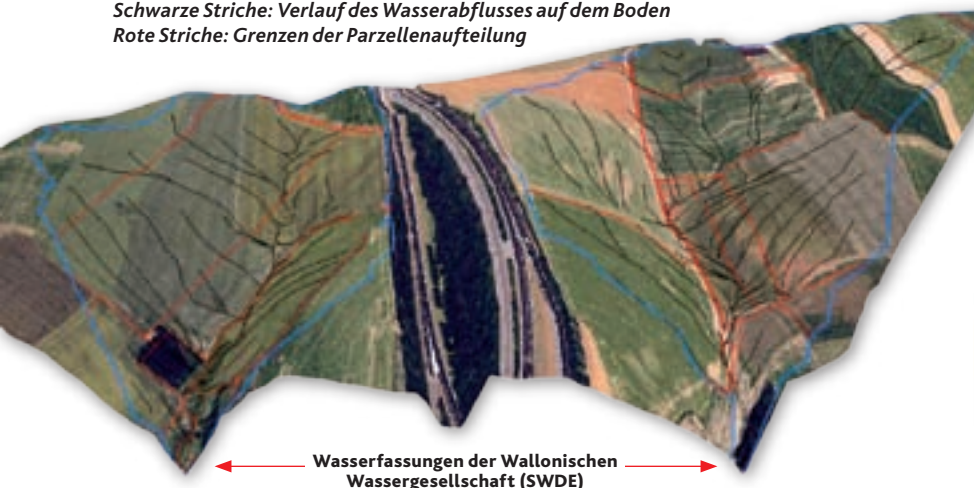 Schwarze Striche: Verlauf des Wasserabflusses auf dem Boden
Rote Striche: Grenzen der Parzellenaufteilung
Wasserfassungen der Wallonischen
Wassergesellschaft (SWDE)